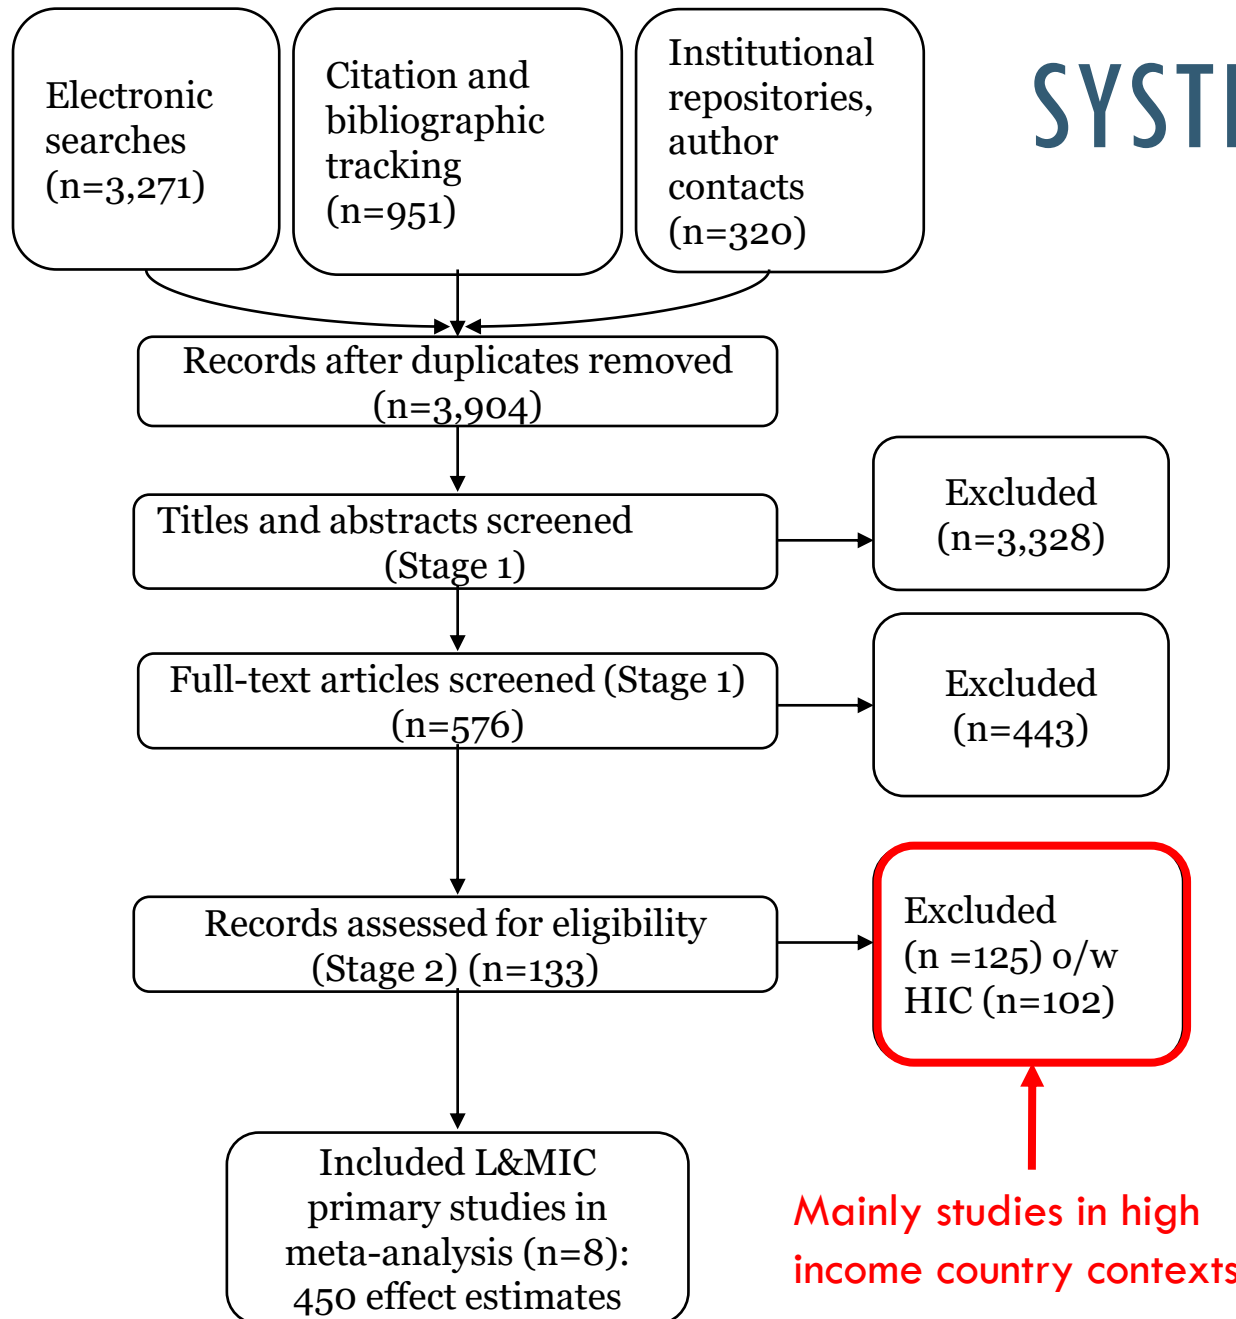 Electronic
searches
(n=3,271)
Citation and
bibliographic
tracking
(n=951)
Institutional
repositories,
author
contacts
(n=320)
SYSTE
Records after duplicates removed
(n=3,904)
Titles and abstracts screened
(Stage 1)
Excluded
(n=3,328)
Full-text articles screened (Stage 1)
(n=576)
Excluded
(n=443)
Records assessed for eligibility
(Stage 2) (n=133)
Excluded
(n =125) o/w
HIC (n=102)
Included L&MIC
primary studies in
meta-analysis (n=8):
450 effect estimates
Mainly studies in high
income country contexts